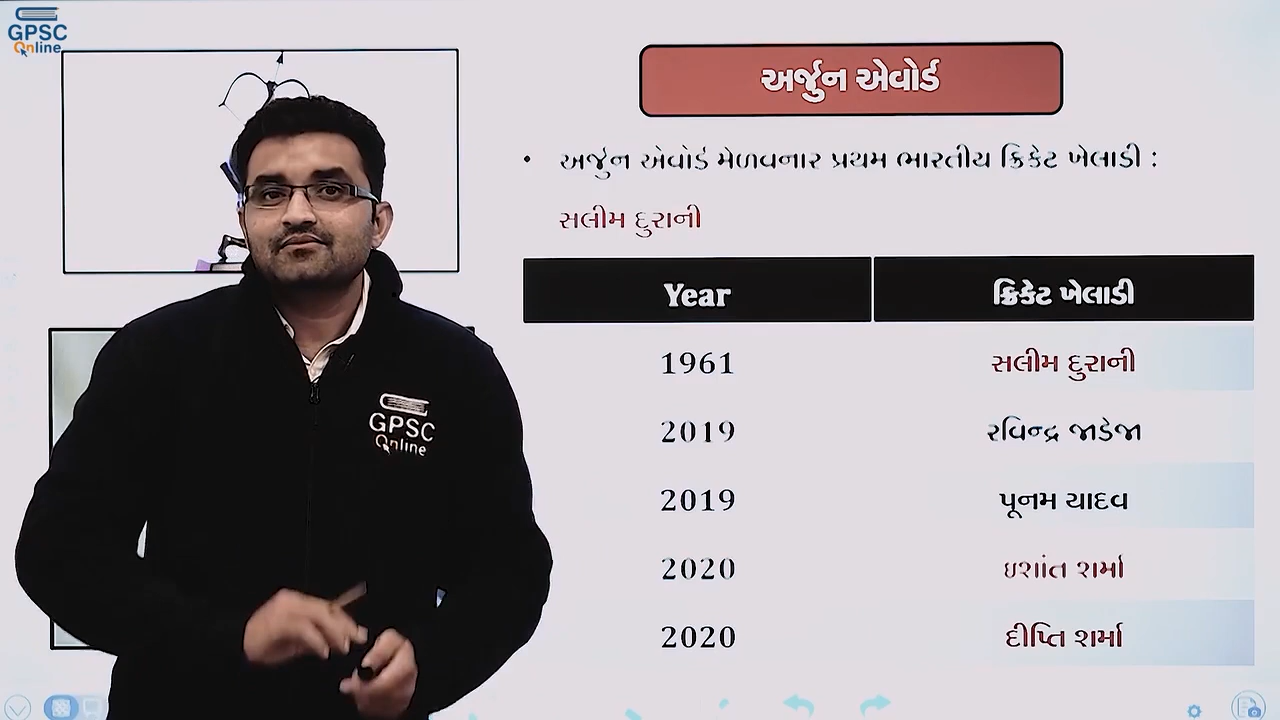 GPSC
Online
અર્જુન એવોર્ડ
• અર્જુન એવોર્ડ મેળવનાર પ્રથમ ભારતીય ક્રિકેટ ખેલાડી :
સલીમ દુરાની
Year ક્રિકેટ ખેલાડી
1961 સલીમ દુરાની
2019 રવિન્દ્ર જાડેજા
2019 પૂનમ યાદવ
2020 ઇશાંત શર્મા
2020 દીપ્તિ શર્મા
GPSC
Online